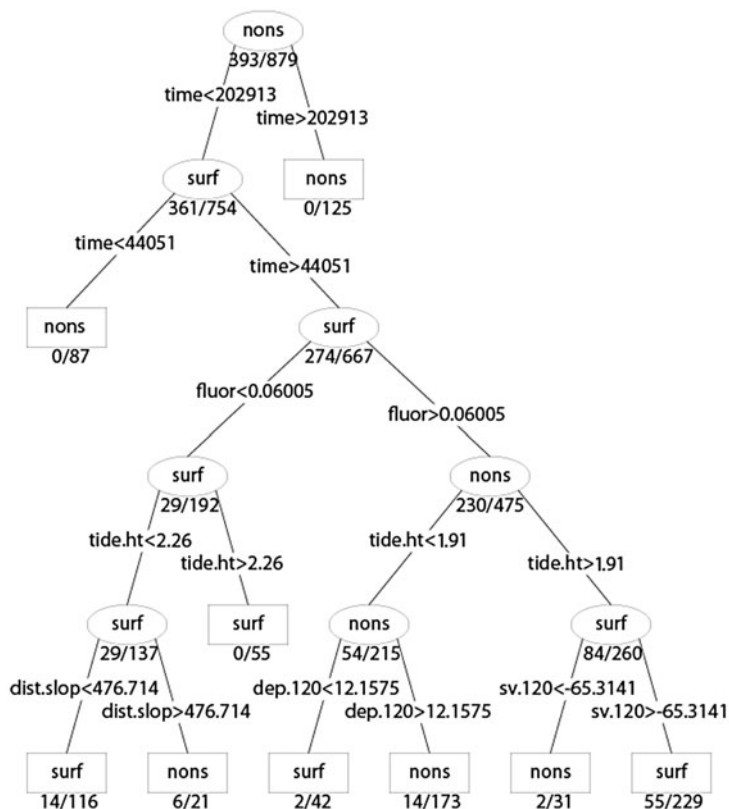 nons
393/879
time<202913
time>202913
surf
361/754
nons
0/125
time<44051
time>44051
nons
0/87
surf
274/667
fluor<0.06005
fluor>0.06005
surf
29/192
nons
230/475
tide.ht<2.26
tide.ht>2.26
tide.ht<1.91
tide.ht>1.91
surf
29/137
surf
0/55
nons
54/215
surf
84/260
dist.slop<476.714
dist.slop>476.714
dep.120<12.1575
dep.120>12.1575
sv.120<-65.3141
sv.120>-65.3141
surf
14/116
nons
6/21
surf
2/42
nons
14/173
nons
2/31
surf
55/229